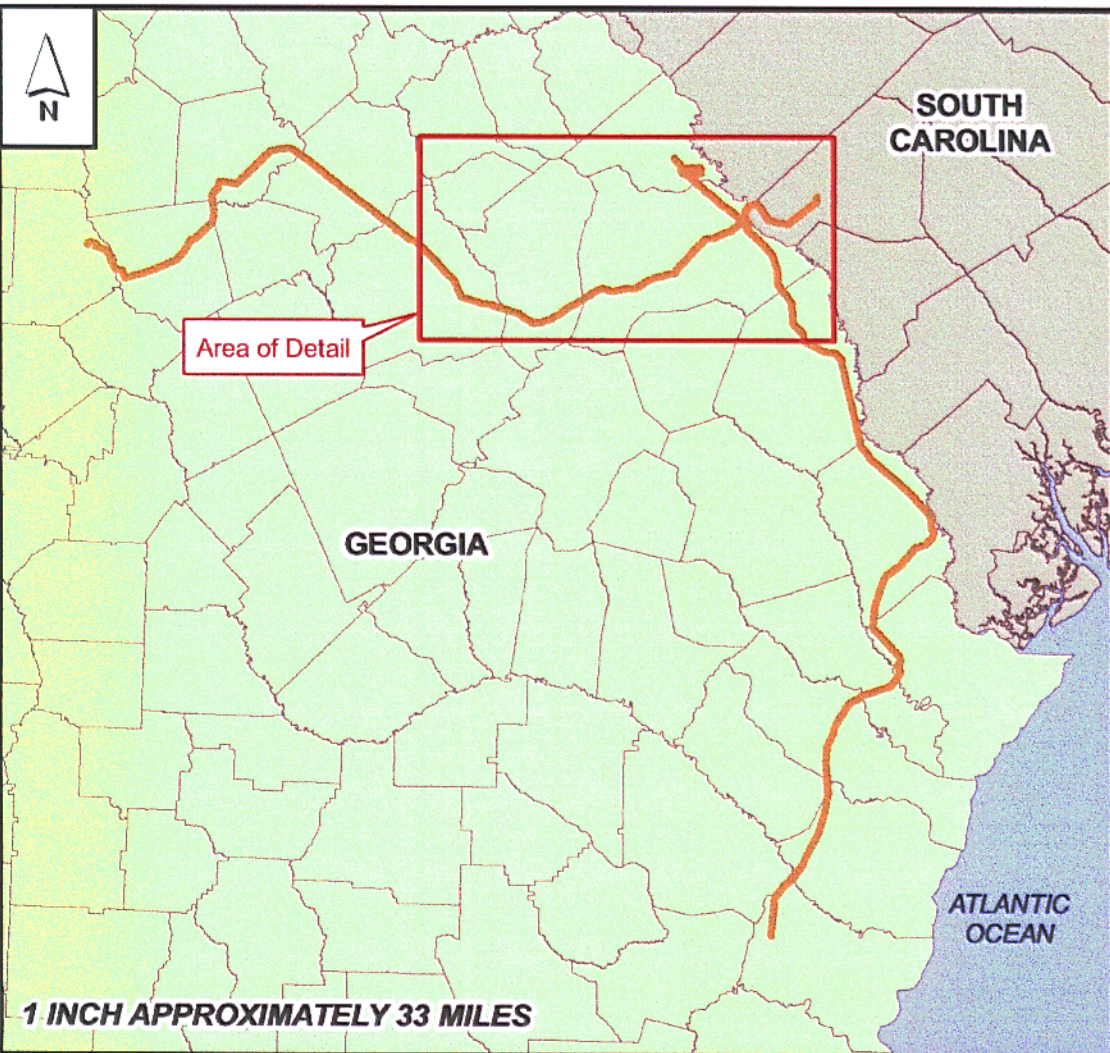 N
SOUTH
CAROLINA
Area of Detail
GEORGIA
ATLANTIC
OCEAN
1 INCH APPROXIMATELY 33 MILES